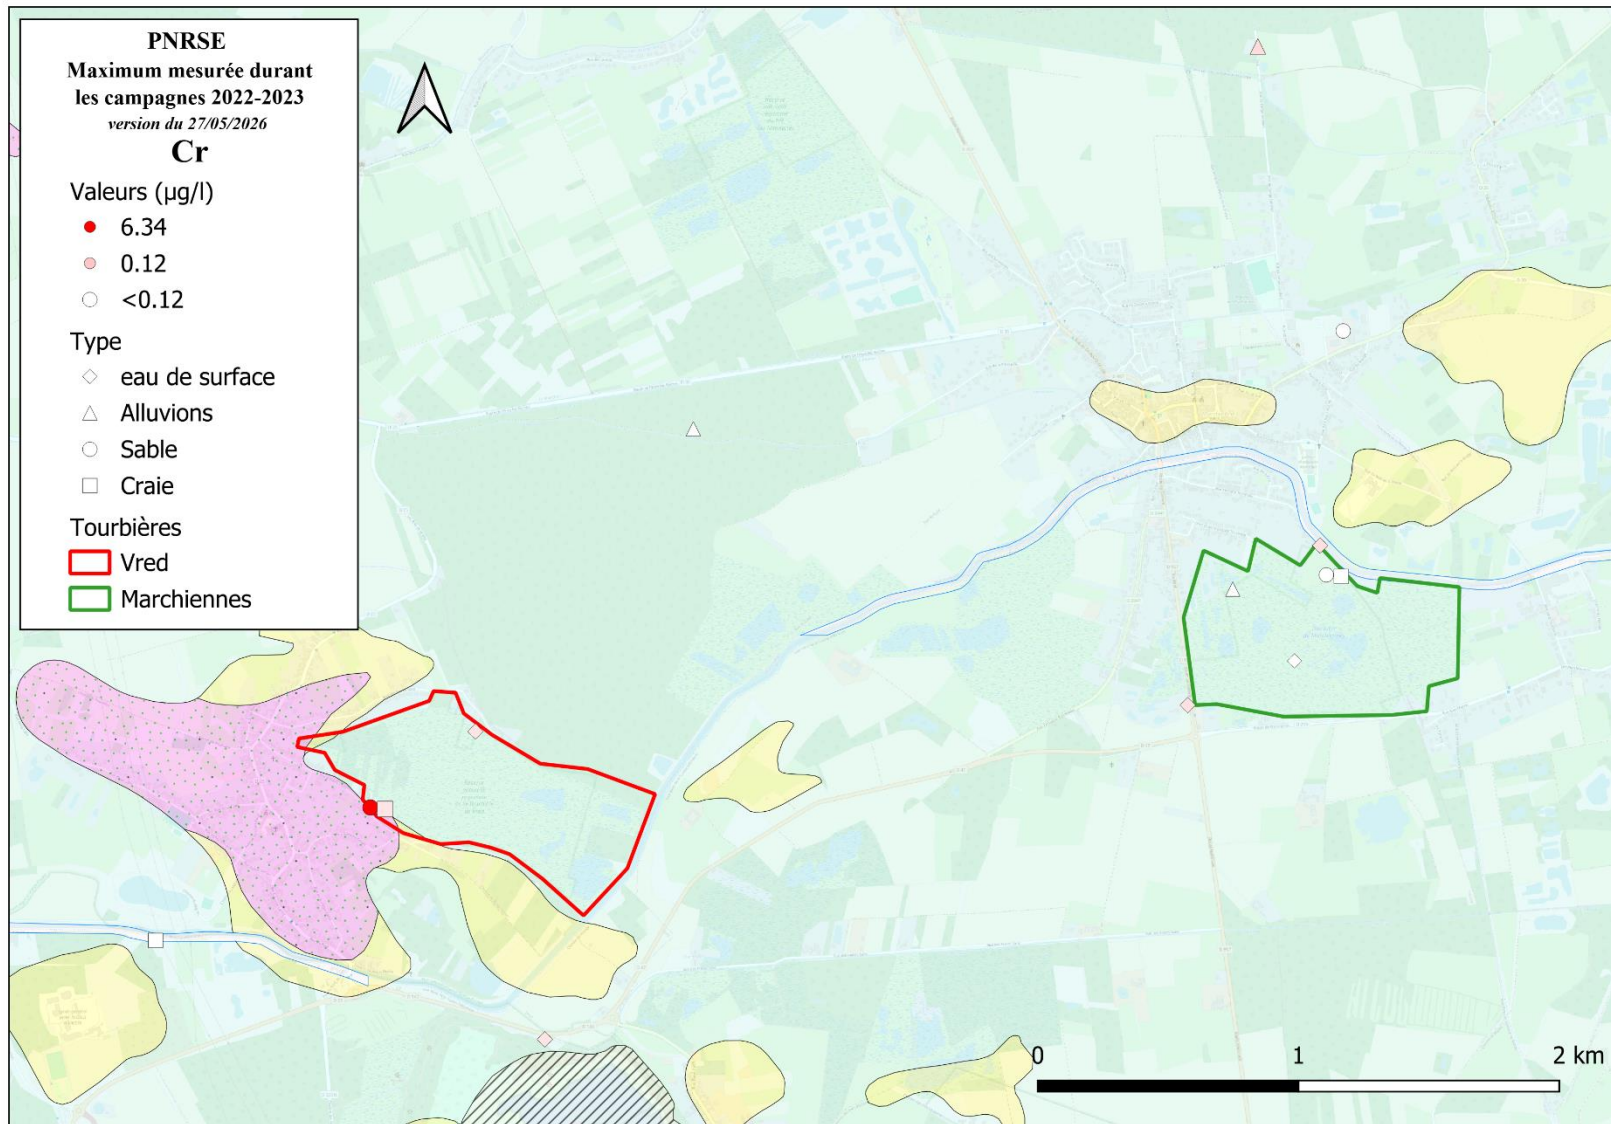 PNRSE
Maximum mesurée durant
les campagnes 2022-2023
version du 27/05/2026
Cr
Valeurs (µg/l)
6.34
0.12
<0.12
Type
eau de surface
Alluvions
Sable
Craie
Tourbières
Vred
Marchiennes
0 1 2 km